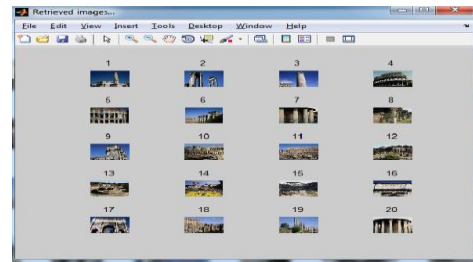 Retrieved images...
File Edit View Insert Tools Desktop Window Help
1 2 3 4
5 6 7 8
9 10 11 12
13 14 15 16
17 18 19 20